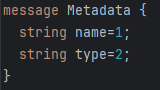 message Metadata {
  string name=1;
  string type=2;
}